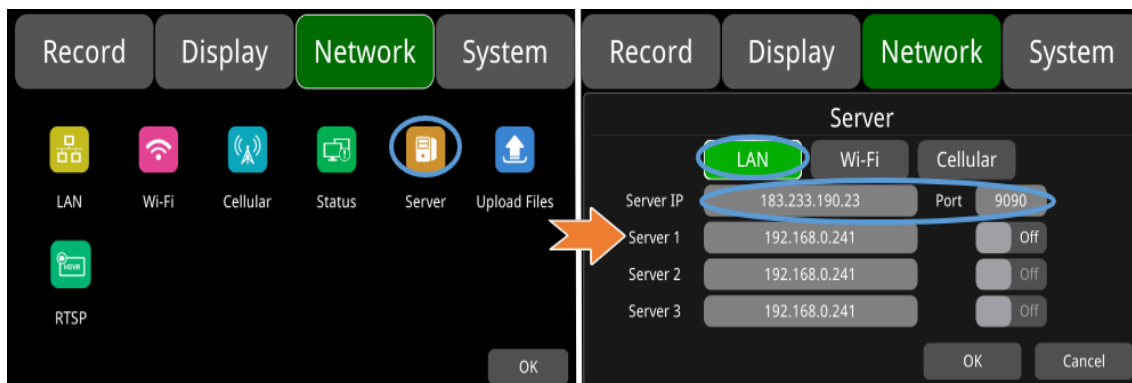 Record Display Network System
LAN Wi-Fi Cellular Status Server Upload Files
HDVR
RTSP
OK
Record Display Network System
Server
LAN Wi-Fi Cellular
Server IP 183.233.190.23 Port 9090
Server 1 192.168.0.241 Off
Server 2 192.168.0.241 Off
Server 3 192.168.0.241 Off
OK Cancel